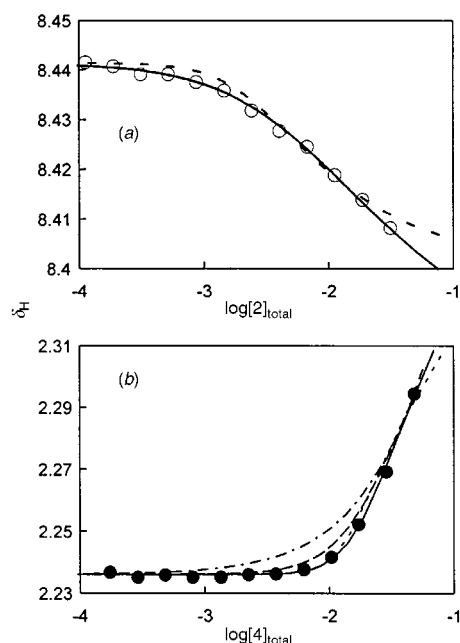 8.45
8.44
8.43
(a)
8.42
8.41
8.4
-4 -3 -2 -1
log[2]total
δH
2.31
(b)
2.29
2.27
2.25
2.23
-4 -3 -2 -1
log[4]total